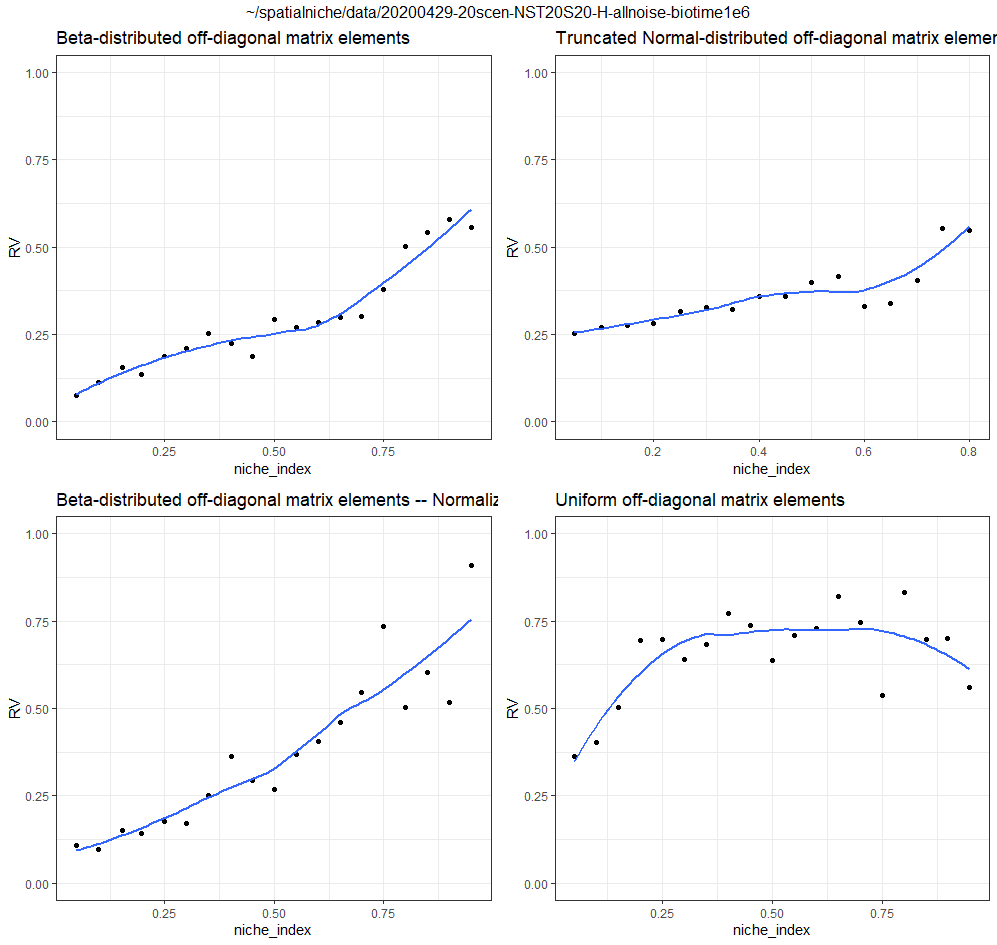 ~/spatialniche/data/20200429-20scen-NST20S20-H-allnoise-biotime1e6
Beta-distributed off-diagonal matrix elements
1.00
0.75
0.50
0.25
0.00
RV
0.25 0.50 0.75
niche_index
Truncated Normal-distributed off-diagonal matrix elemer
1.00
0.75
0.50
0.25
0.00
RV
0.2 0.4 0.6 0.8
niche_index
Beta-distributed off-diagonal matrix elements -- Normaliz
1.00
0.75
0.50
0.25
0.00
RV
0.25 0.50 0.75
niche_index
Uniform off-diagonal matrix elements
1.00
0.75
0.50
0.25
0.00
RV
0.25 0.50 0.75
niche_index